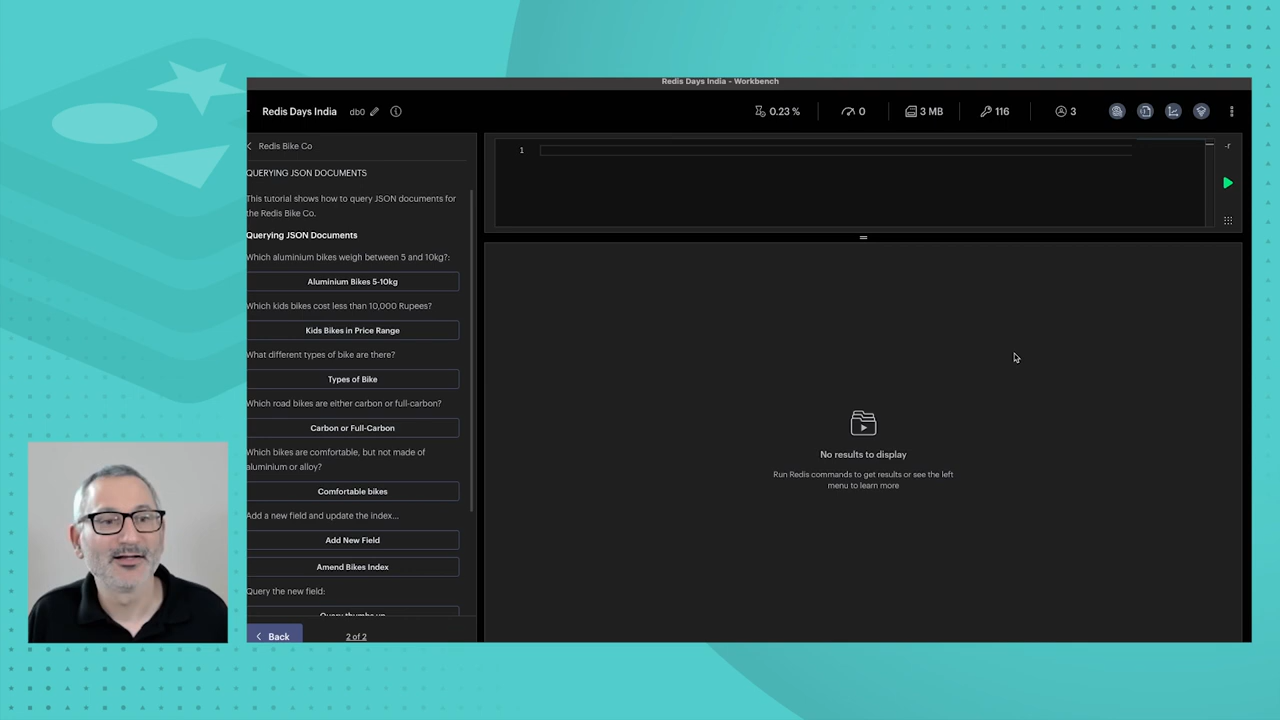 Redis Days India - Workbench
Redis Days India db0 0.23 % 0 3 MB 116 3
Redis Bike Co
QUERYING JSON DOCUMENTS
This tutorial shows how to query JSON documents for
the Redis Bike Co.
Querying JSON Documents
Which aluminium bikes weigh between 5 and 10kg?:
Aluminium Bikes 5-10kg
Which kids bikes cost less than 10,000 Rupees?
Kids Bikes in Price Range
What different types of bike are there?
Types of Bike
Which road bikes are either carbon or full-carbon?
Carbon or Full-Carbon
Which bikes are comfortable, but not made of
aluminium or alloy?
Comfortable bikes
Add a new field and update the index...
Add New Field
Amend Bikes Index
Query the new field:
Query thumbs up
Back 2 of 2
1
-r
No results to display
Run Redis commands to get results or see the left
menu to learn more